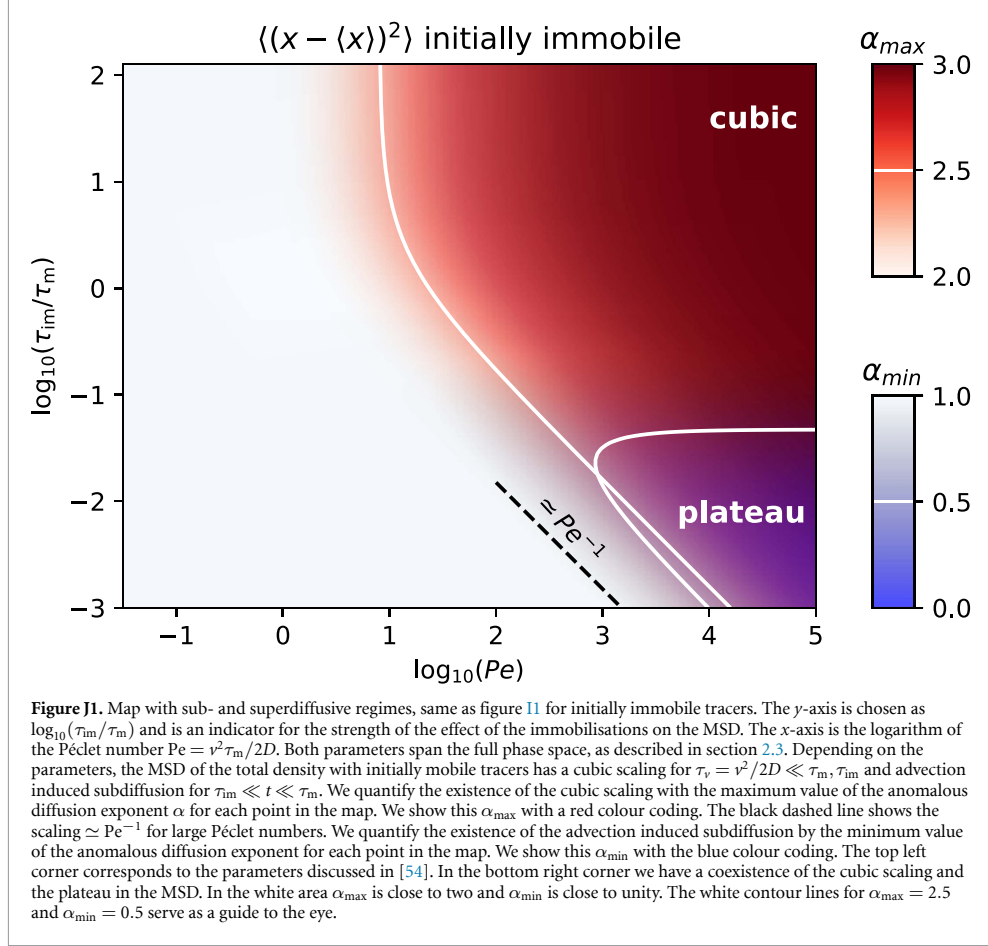 ⟨(x − ⟨x⟩)²⟩ initially immobile
α_max
2
1
0
−1
−2
−3
log₁₀(τ_im/τ_m)
cubic
plateau
≃ Pe⁻¹
−1
0
1
2
3
4
5
log₁₀(Pe)
3.0
2.5
2.0
α_min
1.0
0.5
0.0
Figure J1. Map with sub- and superdiffusive regimes, same as figure I1 for initially immobile tracers. The y-axis is chosen as
log₁₀(τ_im/τ_m) and is an indicator for the strength of the effect of the immobilisations on the MSD. The x-axis is the logarithm of
the Péclet number Pe = v²τ_m/2D. Both parameters span the full phase space, as described in section 2.3. Depending on the
parameters, the MSD of the total density with initially mobile tracers has a cubic scaling for τ_v = v²/2D ≪ τ_m, τ_im and advection
induced subdiffusion for τ_im ≪ t ≪ τ_m. We quantify the existence of the cubic scaling with the maximum value of the anomalous
diffusion exponent α for each point in the map. We show this α_max with a red colour coding. The black dashed line shows the
scaling ≃ Pe⁻¹ for large Péclet numbers. We quantify the existence of the advection induced subdiffusion by the minimum value
of the anomalous diffusion exponent for each point in the map. We show this α_min with the blue colour coding. The top left
corner corresponds to the parameters discussed in [54]. In the bottom right corner we have a coexistence of the cubic scaling and
the plateau in the MSD. In the white area α_max is close to two and α_min is close to unity. The white contour lines for α_max = 2.5
and α_min = 0.5 serve as a guide to the eye.